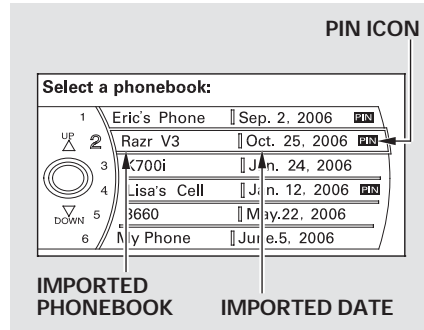 PIN ICON
Select a phonebook:
1 Eric's Phone Sep. 2, 2006 PIN
UP 2 Razr V3 Oct. 25, 2006 PIN
3 K700i Jan. 24, 2006
4 Lisa's Cell Jan. 12, 2006 PIN
DOWN 5 3660 May.22, 2006
6 My Phone June.5, 2006
IMPORTED PHONEBOOK
IMPORTED DATE